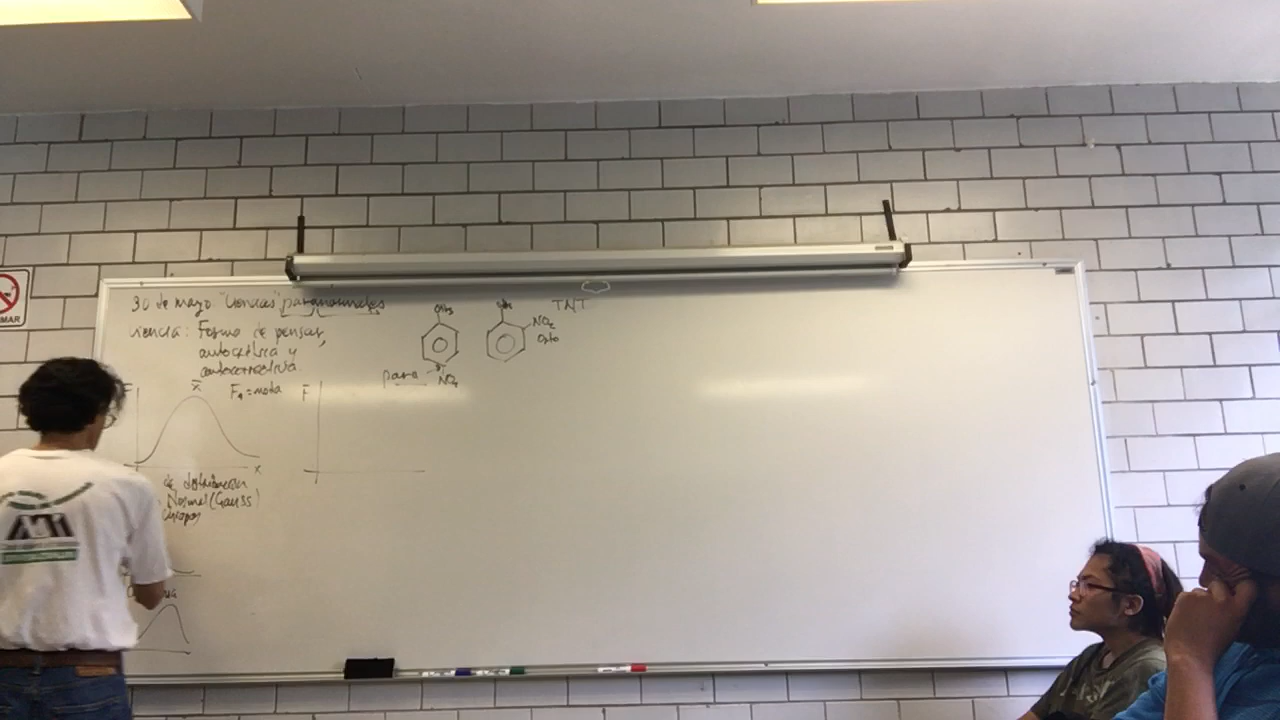 30 de mayo "Ciencias" paranormales
Ciencia: Forma de pensar,
autocrítica y
autocorrectiva
F
x̄
F₀ = moda
x
F
de distribución
Normal (Gauss)
CH₃
CH₃
TNT
NO₂
Orto
para
NO₂
MAR